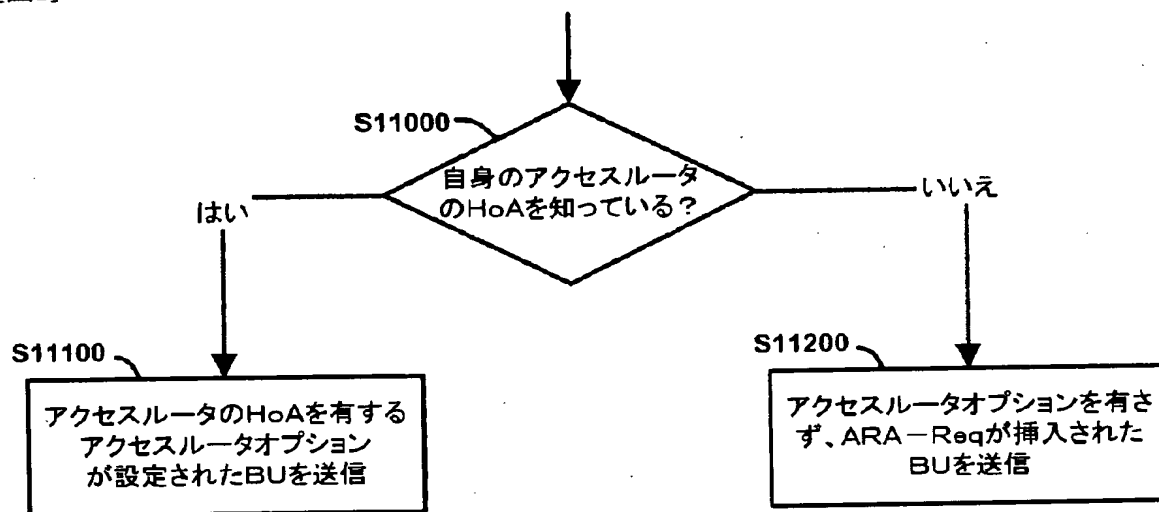 S11000
自身のアクセスルータ
のHoAを知っている？
はい
いいえ
S11100
アクセスルータのHoAを有する
アクセスルータオプション
が設定されたBUを送信
S11200
アクセスルータオプションを有さ
ず、ARA－Reqが挿入された
BUを送信